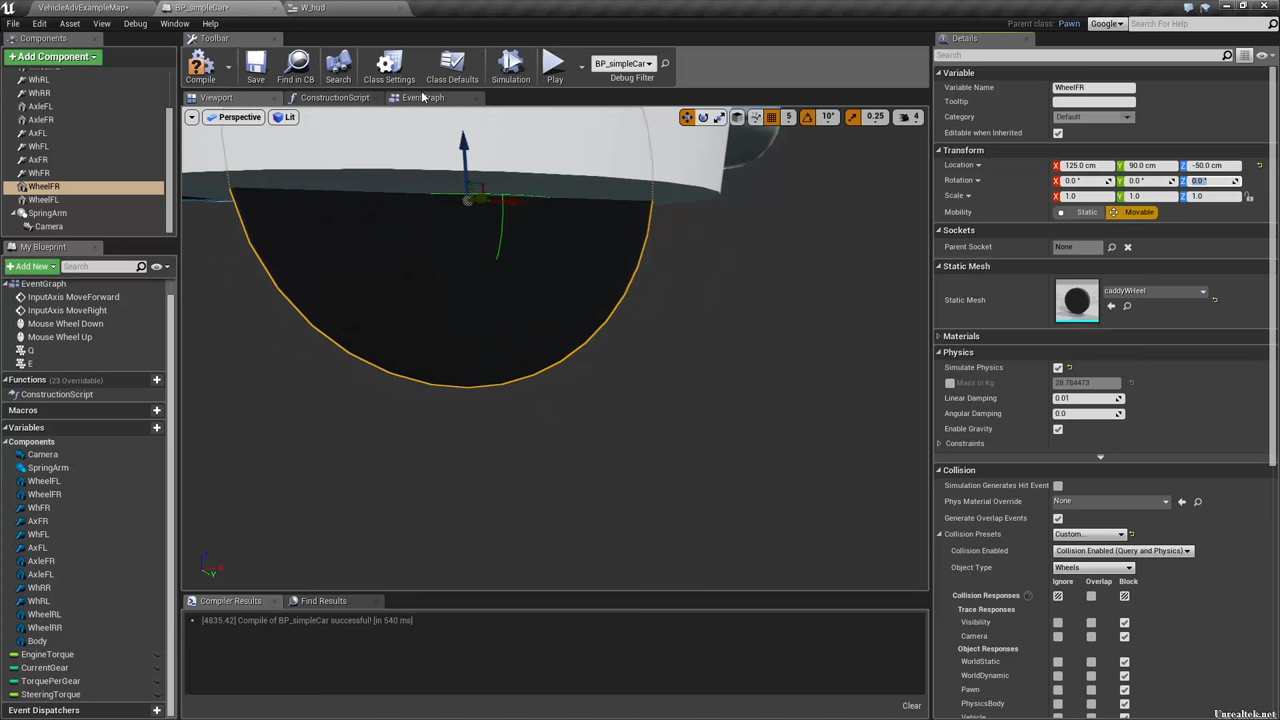 VehicleAdvExampleMap*
BP_simpleCar*
W_hud
File Edit Asset View Debug Window Help
Parent class: Pawn
Google
Search For Help
Components
Add Component
WhRL
WhRR
AxleFL
AxleFR
AxFL
WhFL
AxFR
WhFR
WheelFR
WheelFL
SpringArm
Camera
My Blueprint
Add New
Search
EventGraph
InputAxis MoveForward
InputAxis MoveRight
Mouse Wheel Down
Mouse Wheel Up
Q
E
Functions (23 Overridable)
ConstructionScript
Macros
Variables
Components
Camera
SpringArm
WheelFL
WheelFR
WhFR
AxFR
WhFL
AxFL
AxleFR
AxleFL
WhRR
WhRL
WheelRL
WheelRR
Body
EngineTorque
CurrentGear
TorquePerGear
SteeringTorque
Event Dispatchers
Toolbar
Compile
Save
Find in CB
Search
Class Settings
Class Defaults
Simulation
Play
BP_simpleCar
Debug Filter
Viewport
ConstructionScript
EventGraph
Perspective
Lit
5
10°
0.25
4
Compiler Results
Find Results
[4835.42] Compile of BP_simpleCar successful! [in 540 ms]
Clear
Details
Search
Variable
Variable Name WheelFR
Tooltip
Category Default
Editable when Inherited
Transform
Location X 125.0 cm Y 90.0 cm Z -50.0 cm
Rotation X 0.0 ° Y 0.0 ° Z 0.0 °
Scale X 1.0 Y 1.0 Z 1.0
Mobility Static Movable
Sockets
Parent Socket None
Static Mesh
Static Mesh caddyWHeel
Materials
Physics
Simulate Physics
Mass in Kg 28.784473
Linear Damping 0.01
Angular Damping 0.0
Enable Gravity
Constraints
Collision
Simulation Generates Hit Event
Phys Material Override None
Generate Overlap Events
Collision Presets Custom...
Collision Enabled Collision Enabled (Query and Physics)
Object Type Wheels
Ignore Overlap Block
Collision Responses
Trace Responses
Visibility
Camera
Object Responses
WorldStatic
WorldDynamic
Pawn
PhysicsBody
Vehicle
Unrealtek.net